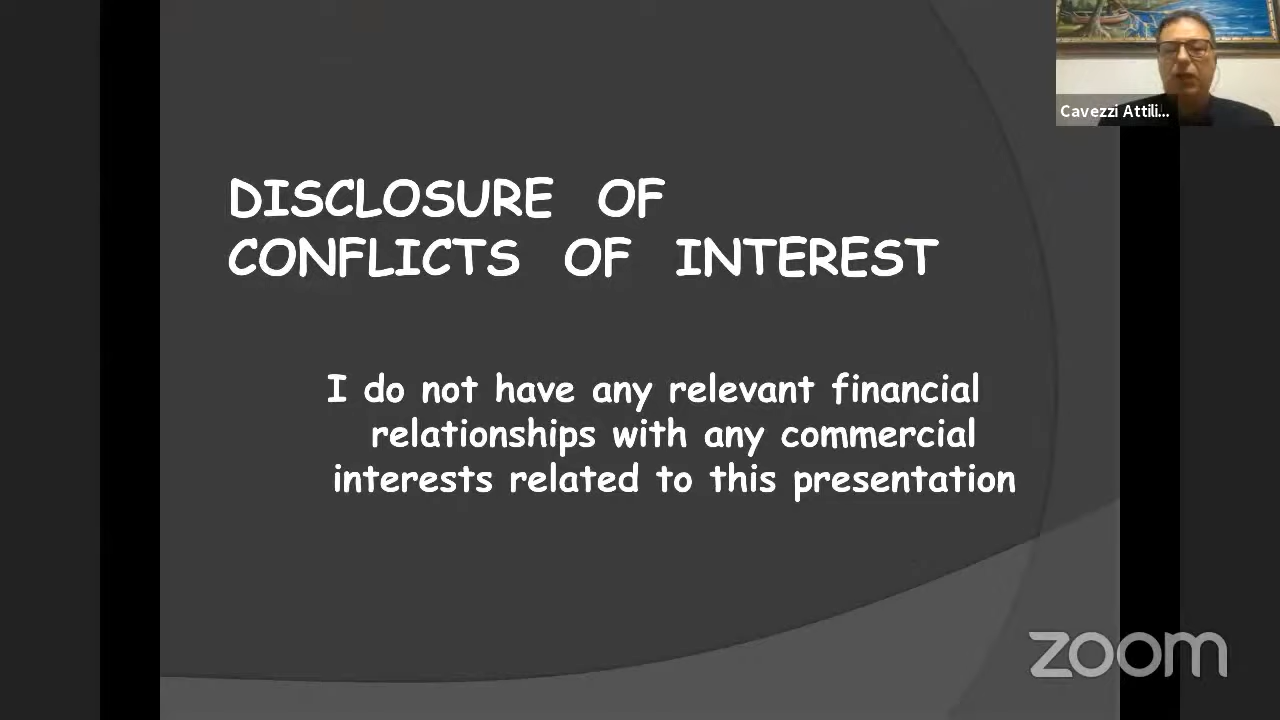 Cavezzi Attili...
DISCLOSURE OF
CONFLICTS OF INTEREST
I do not have any relevant financial
relationships with any commercial
interests related to this presentation
zoom